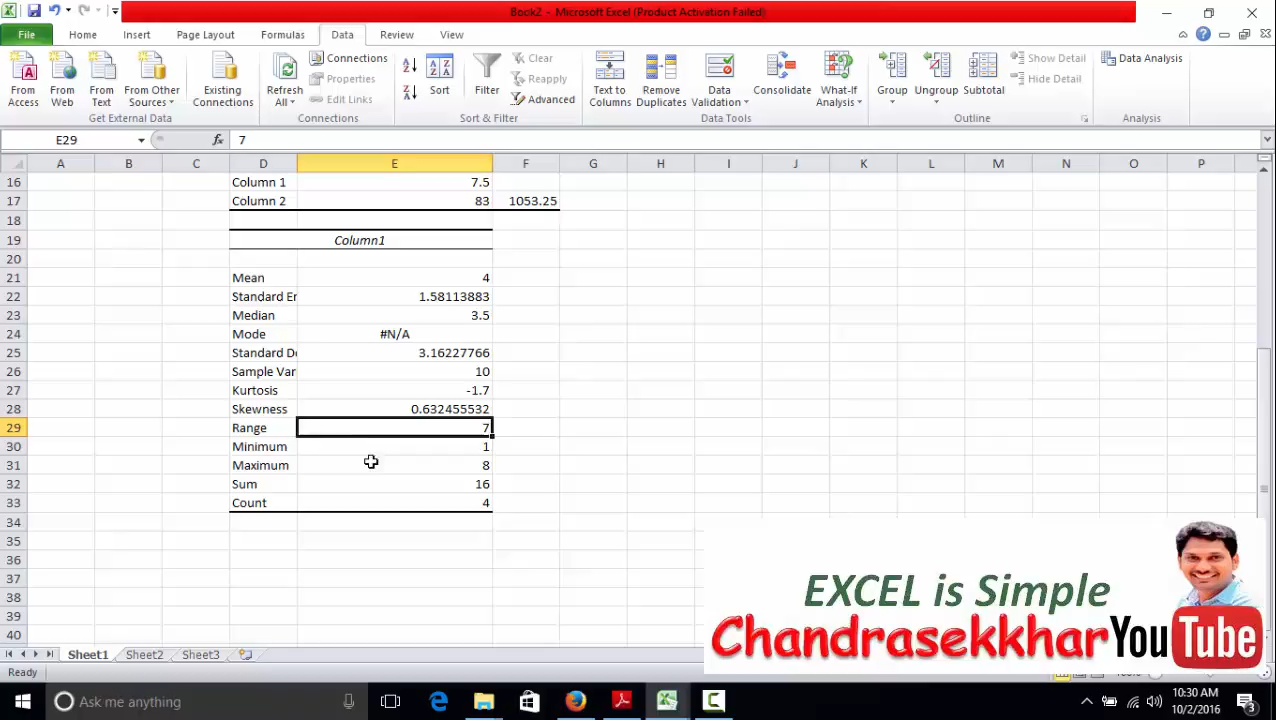 Book2 - Microsoft Excel (Product Activation Failed)
File Home Insert Page Layout Formulas Data Review View
From Access
From Web
From Text
From Other Sources
Existing Connections
Get External Data
Refresh All
Connections
Properties
Edit Links
Connections
Sort
Filter
Clear
Reapply
Advanced
Sort & Filter
Text to Columns
Remove Duplicates
Data Validation
Consolidate
What-If Analysis
Data Tools
Group
Ungroup
Subtotal
Show Detail
Hide Detail
Outline
Data Analysis
Analysis
E29 fx 7
A B C D E F G H I J K L M N O P
16 Column 1 7.5
17 Column 2 83 1053.25
18
19 Column1
20
21 Mean 4
22 Standard Er 1.58113883
23 Median 3.5
24 Mode #N/A
25 Standard De 3.16227766
26 Sample Var 10
27 Kurtosis -1.7
28 Skewness 0.632455532
29 Range 7
30 Minimum 1
31 Maximum 8
32 Sum 16
33 Count 4
34
35
36
37
38
39
40
EXCEL is Simple
Chandrasekkhar YouTube
Sheet1 Sheet2 Sheet3
Ready
Ask me anything
10:30 AM
10/2/2016
3